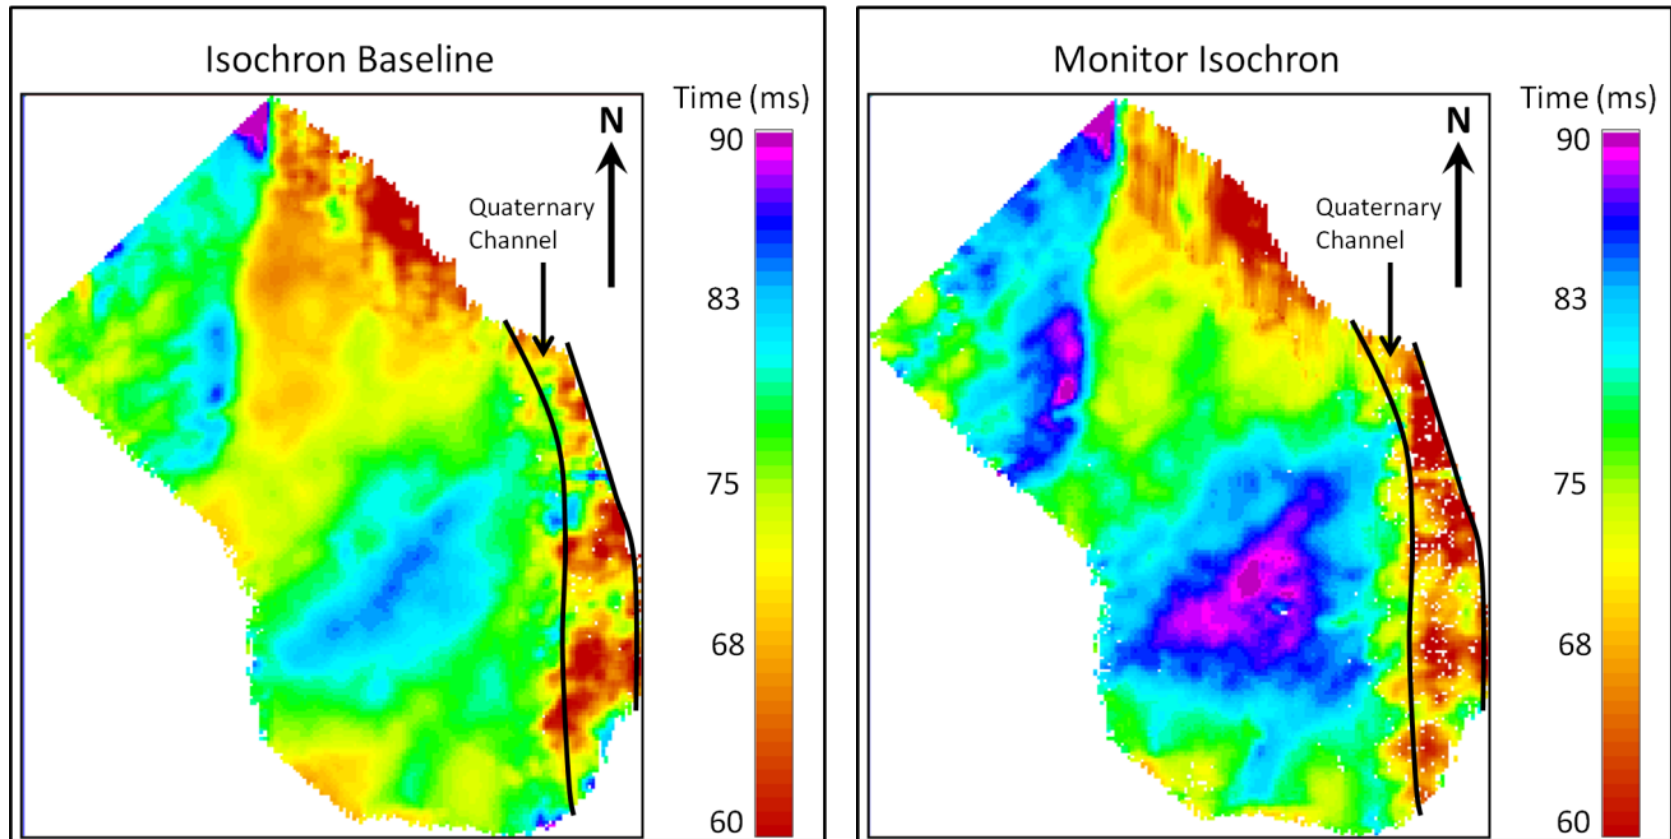 Isochron Baseline
Time (ms)
N
90
Quaternary
Channel
83
75
68
60
Monitor Isochron
Time (ms)
N
90
Quaternary
Channel
83
75
68
60